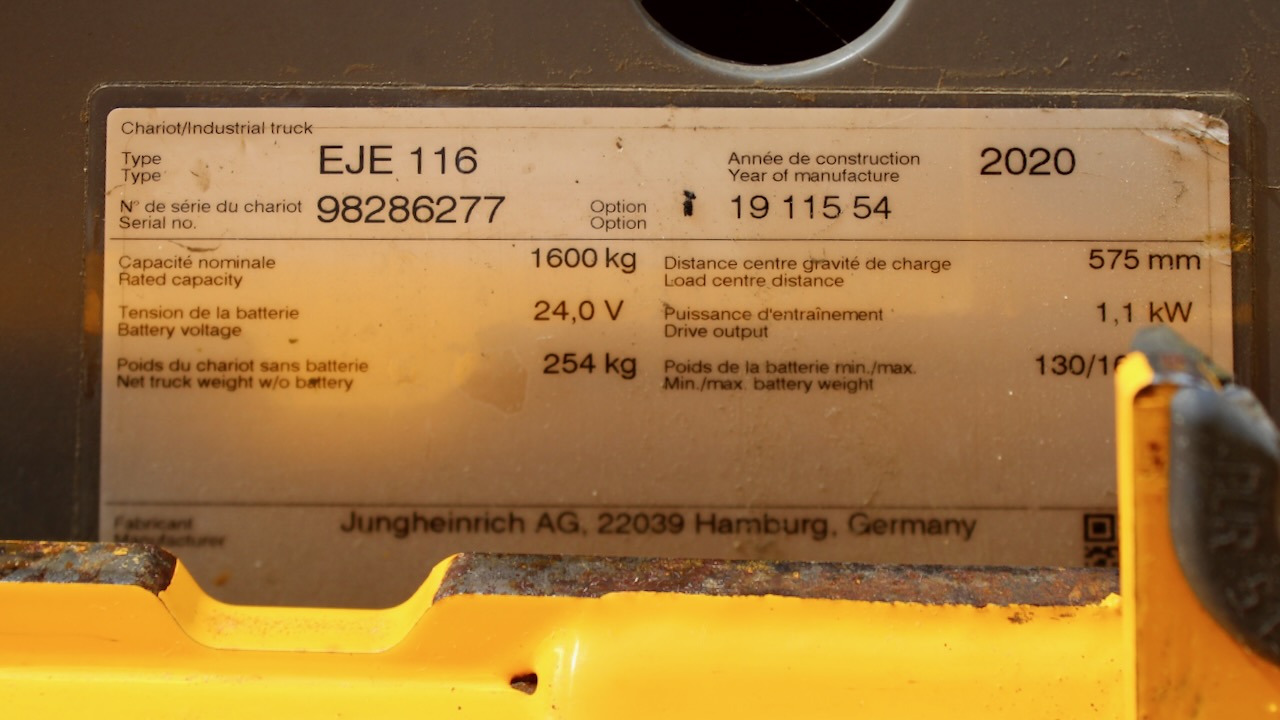 Chariot/Industrial truck
Type EJE 116 Année de construction 2020
Type Year of manufacture
N° de série du chariot 98286277 Option 19 115 54
Serial no. Option
Capacité nominale 1600 kg Distance centre gravité de charge 575 mm
Rated capacity Load centre distance
Tension de la batterie 24,0 V Puissance d'entraînement 1,1 kW
Battery voltage Drive output
Poids du chariot sans batterie 254 kg Poids de la batterie min./max. 130/1
Net truck weight w/o battery Min./max. battery weight
Fabricant Jungheinrich AG, 22039 Hamburg, Germany
Manufacturer